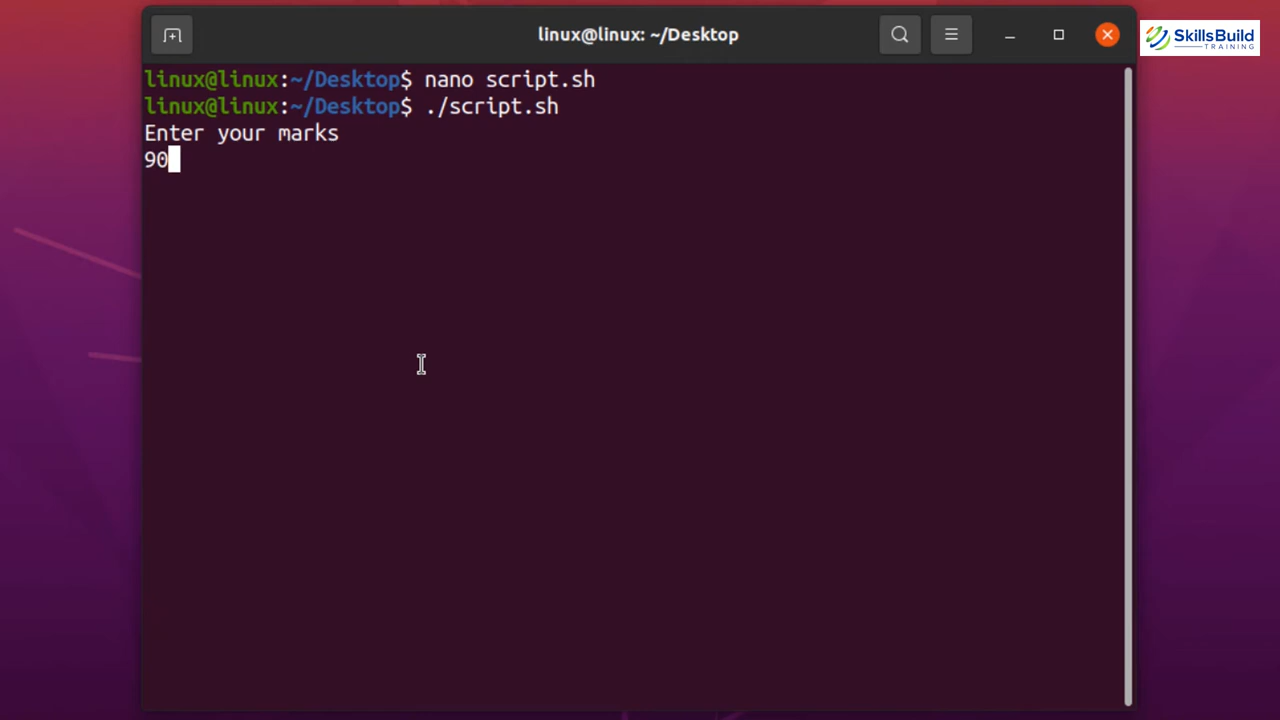 linux@linux: ~/Desktop
SkillsBuild
TRAINING
linux@linux:~/Desktop$ nano script.sh
linux@linux:~/Desktop$ ./script.sh
Enter your marks
90